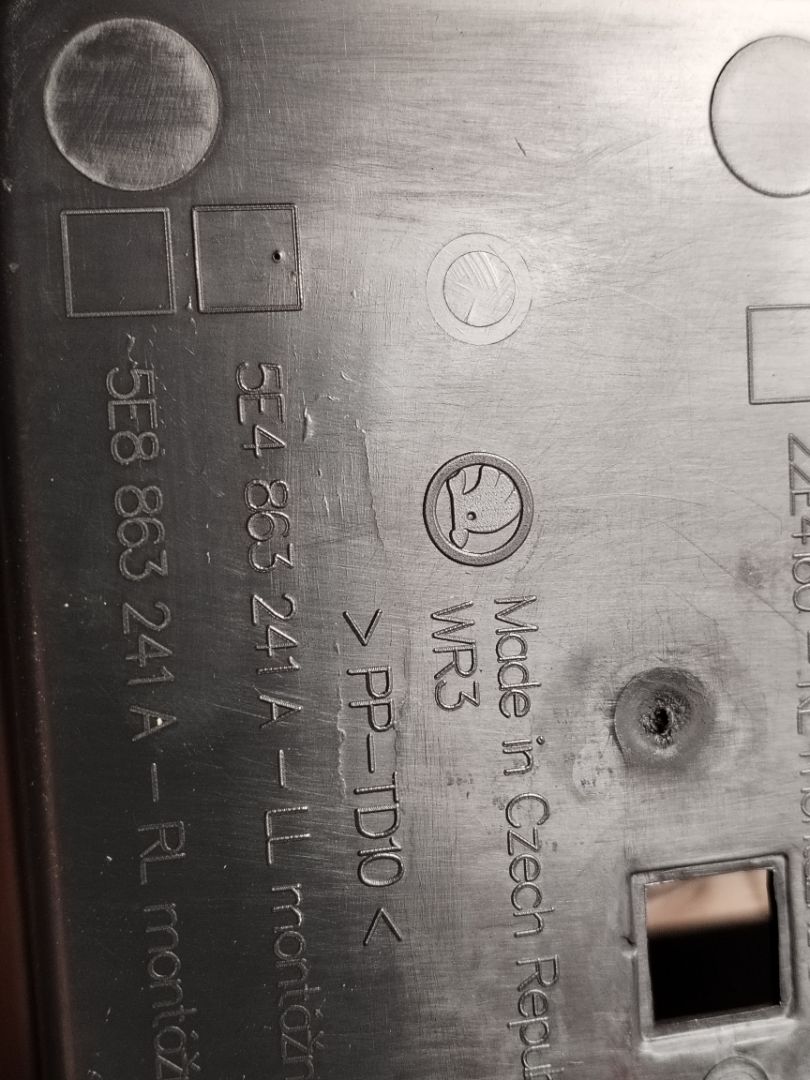 Made in Czech Repu
WR3
> PP-TD10 <
5E4 863 241 A - LL montážn
5E8 863 241 A - RL montáž